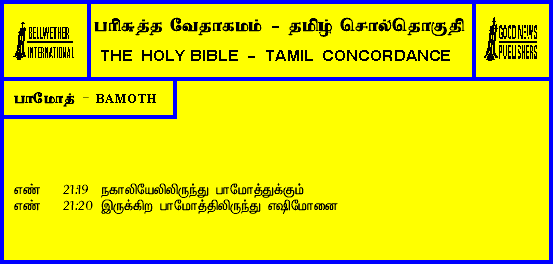 BELLWETHER
INTERNATIONAL
பரிசுத்த வேதாகமம் - தமிழ் சொல்தொகுதி
THE HOLY BIBLE - TAMIL CONCORDANCE
GOOD NEWS
PUBLISHERS
பாமோத் - BAMOTH
எண் 21:19 நகாலியேலிலிருந்து பாமோத்துக்கும்
எண் 21:20 இருக்கிற பாமோத்திலிருந்து எஷிமோனை